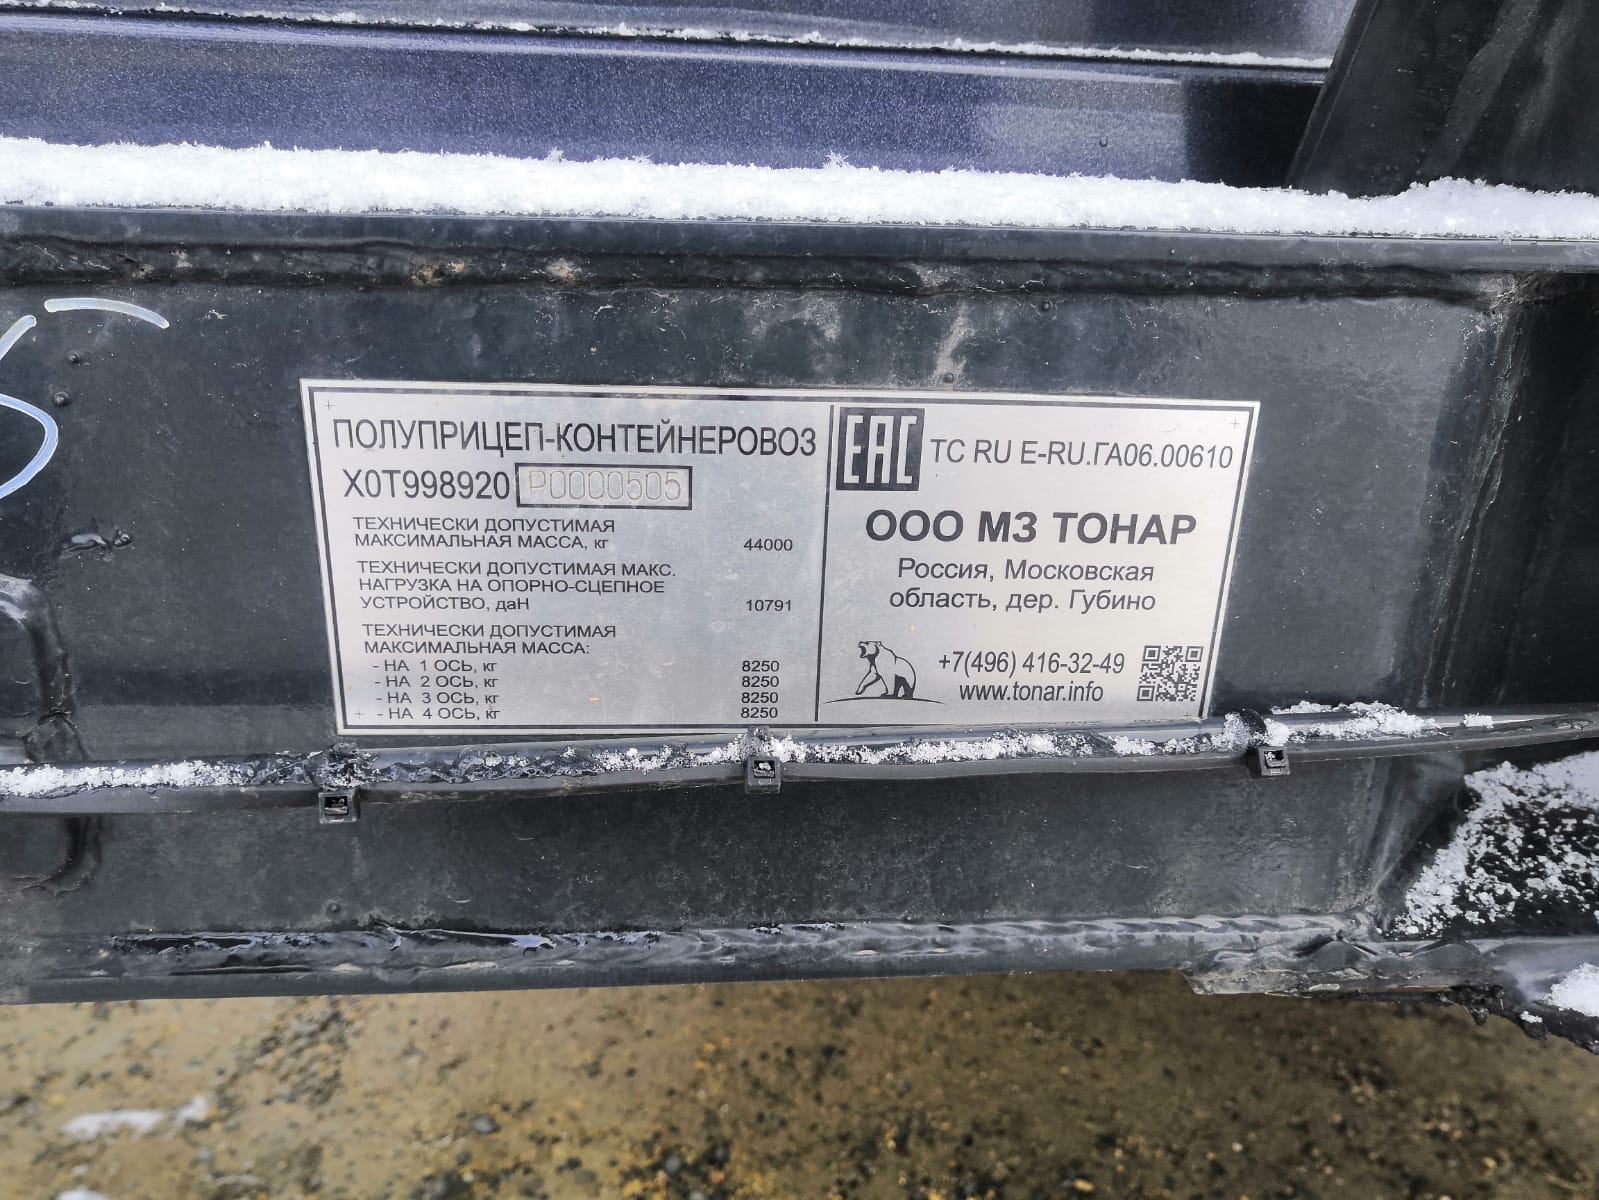 ПОЛУПРИЦЕП-КОНТЕЙНЕРОВОЗ
X0T998920 P0000505
ТЕХНИЧЕСКИ ДОПУСТИМАЯ
МАКСИМАЛЬНАЯ МАССА, кг 44000
ТЕХНИЧЕСКИ ДОПУСТИМАЯ МАКС.
НАГРУЗКА НА ОПОРНО-СЦЕПНОЕ
УСТРОЙСТВО, даН 10791
ТЕХНИЧЕСКИ ДОПУСТИМАЯ
МАКСИМАЛЬНАЯ МАССА:
- НА 1 ОСЬ, кг 8250
- НА 2 ОСЬ, кг 8250
- НА 3 ОСЬ, кг 8250
- НА 4 ОСЬ, кг 8250
EAC TC RU E-RU.ГА06.00610
ООО МЗ ТОНАР
Россия, Московская
область, дер. Губино
+7(496) 416-32-49
www.tonar.info